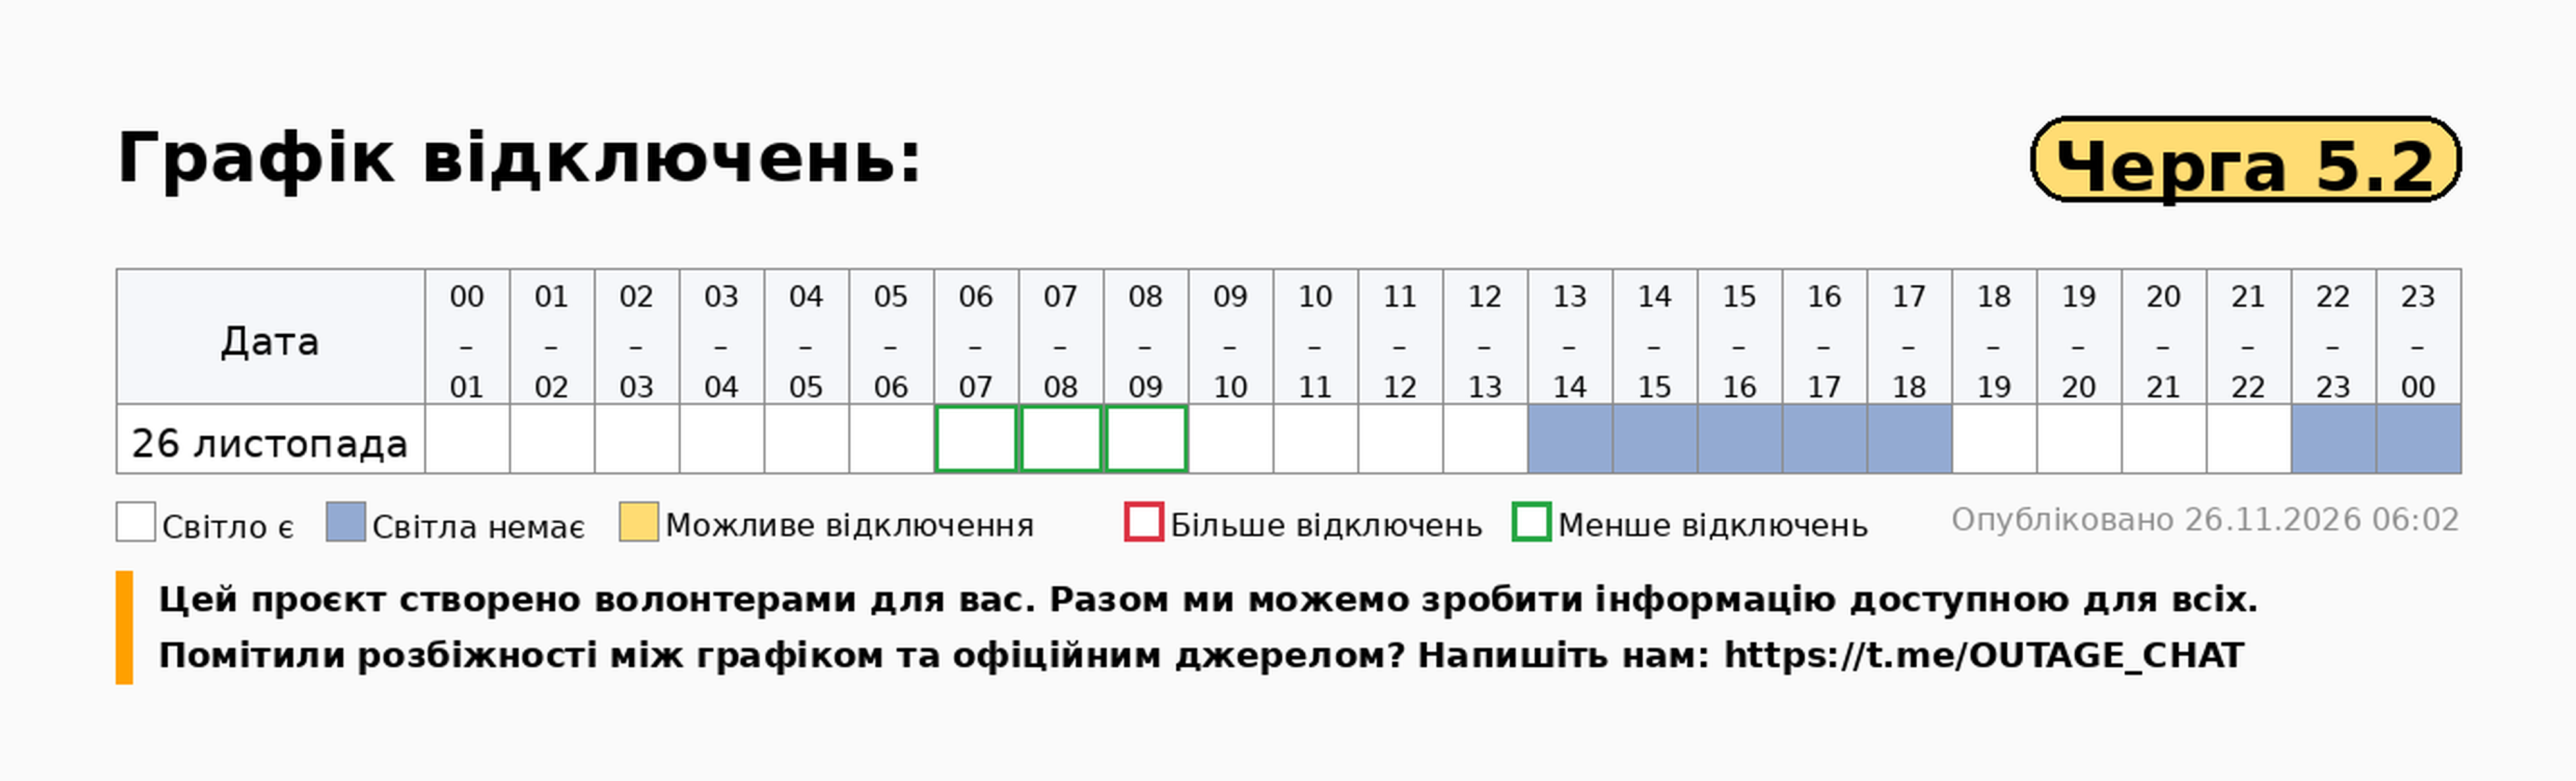 Графік відключень:
Черга 5.2
Дата 00 – 01 01 – 02 02 – 03 03 – 04 04 – 05 05 – 06 06 – 07 07 – 08 08 – 09 09 – 10 10 – 11 11 – 12 12 – 13 13 – 14 14 – 15 15 – 16 16 – 17 17 – 18 18 – 19 19 – 20 20 – 21 21 – 22 22 – 23 23 – 00
26 листопада
Світло є Світла немає Можливе відключення Більше відключень Менше відключень Опубліковано 26.11.2026 06:02
Цей проєкт створено волонтерами для вас. Разом ми можемо зробити інформацію доступною для всіх.
Помітили розбіжності між графіком та офіційним джерелом? Напишіть нам: https://t.me/OUTAGE_CHAT